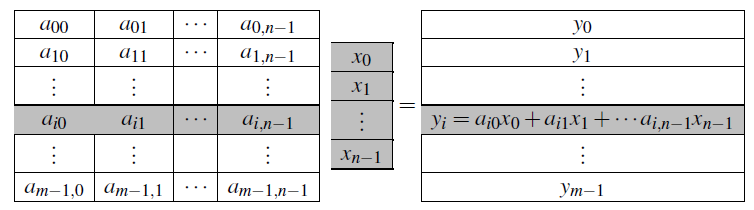 a₀₀ a₀₁ ⋯ a₀,ₙ₋₁
a₁₀ a₁₁ ⋯ a₁,ₙ₋₁
⋮ ⋮ ⋮
aᵢ₀ aᵢ₁ ⋯ aᵢ,ₙ₋₁
⋮ ⋮ ⋮
aₘ₋₁,₀ aₘ₋₁,₁ ⋯ aₘ₋₁,ₙ₋₁
x₀
x₁
⋮
xₙ₋₁
=
y₀
y₁
⋮
yᵢ = aᵢ₀x₀ + aᵢ₁x₁ + ⋯aᵢ,ₙ₋₁xₙ₋₁
⋮
yₘ₋₁